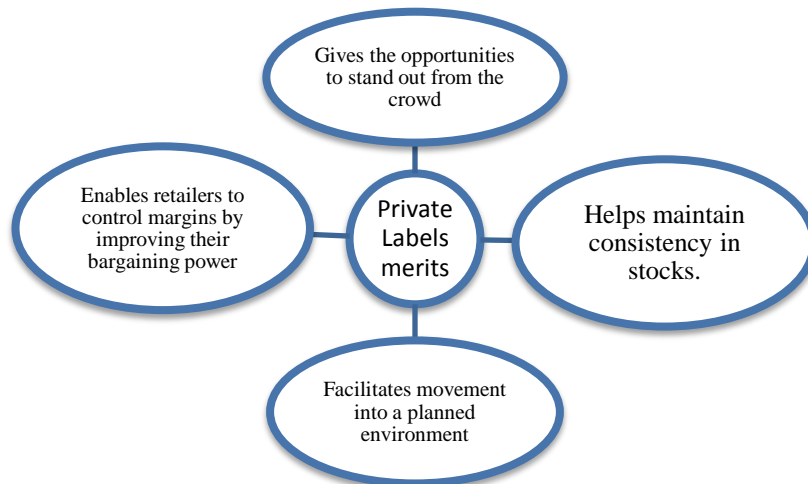 Gives the opportunities
to stand out from the
crowd
Enables retailers to
control margins by
improving their
bargaining power
Private
Labels
merits
Helps maintain
consistency in
stocks.
Facilitates movement
into a planned
environment